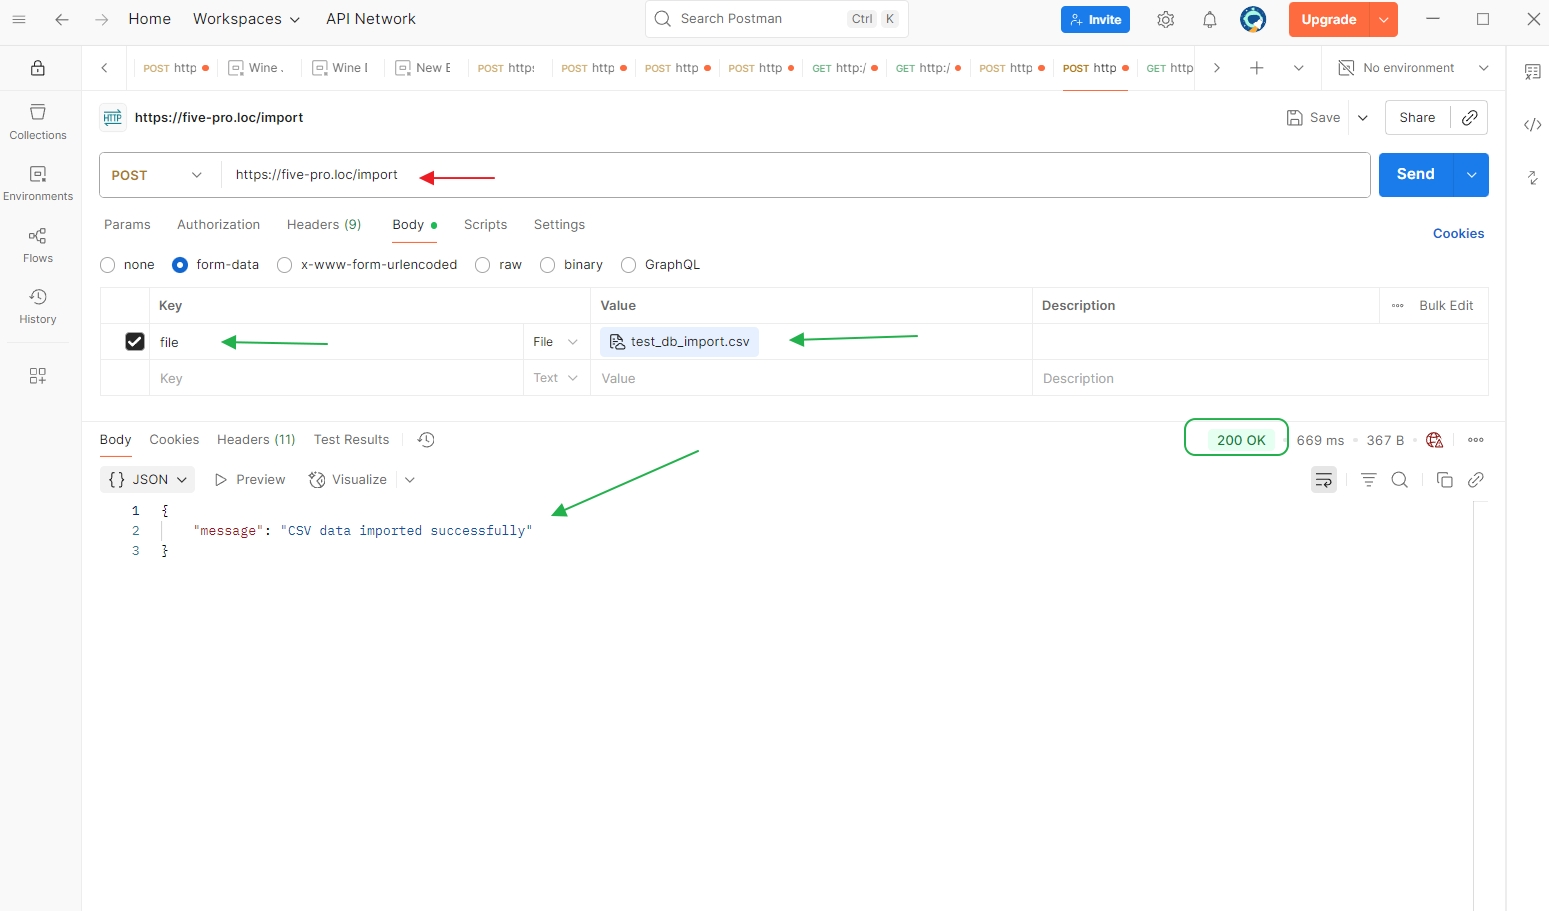 Home Workspaces API Network Search Postman Ctrl K Invite Upgrade
POST http Wine . Wine I New E POST https POST http POST http POST http GET http:/ GET http:/ POST http POST http GET http No environment
Collections
Environments
Flows
History
HTTP https://five-pro.loc/import Save Share
POST https://five-pro.loc/import Send
Params Authorization Headers (9) Body Scripts Settings Cookies
none form-data x-www-form-urlencoded raw binary GraphQL
Key Value Description Bulk Edit
file File test_db_import.csv
Key Text Value Description
Body Cookies Headers (11) Test Results 200 OK 669 ms 367 B
{} JSON Preview Visualize
1 {
2 "message": "CSV data imported successfully"
3 }